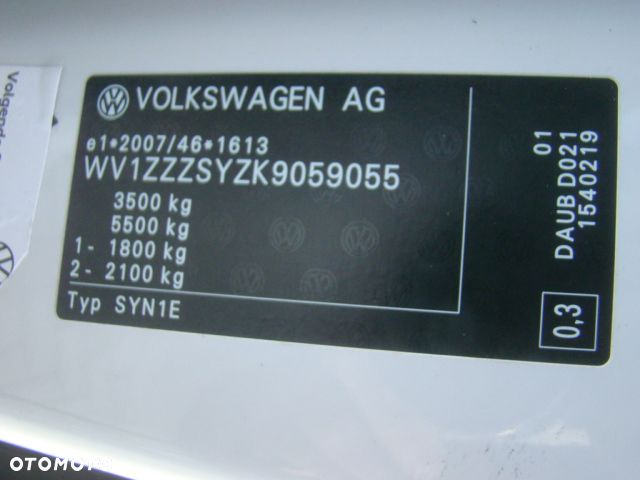 VOLKSWAGEN AG
e1*2007/46*1613
WV1ZZZSYZK9059055
3500 kg
5500 kg
1- 1800 kg
2- 2100 kg
Typ SYN1E
01
DAUB D021
1540219
0,3
OTOMOTO